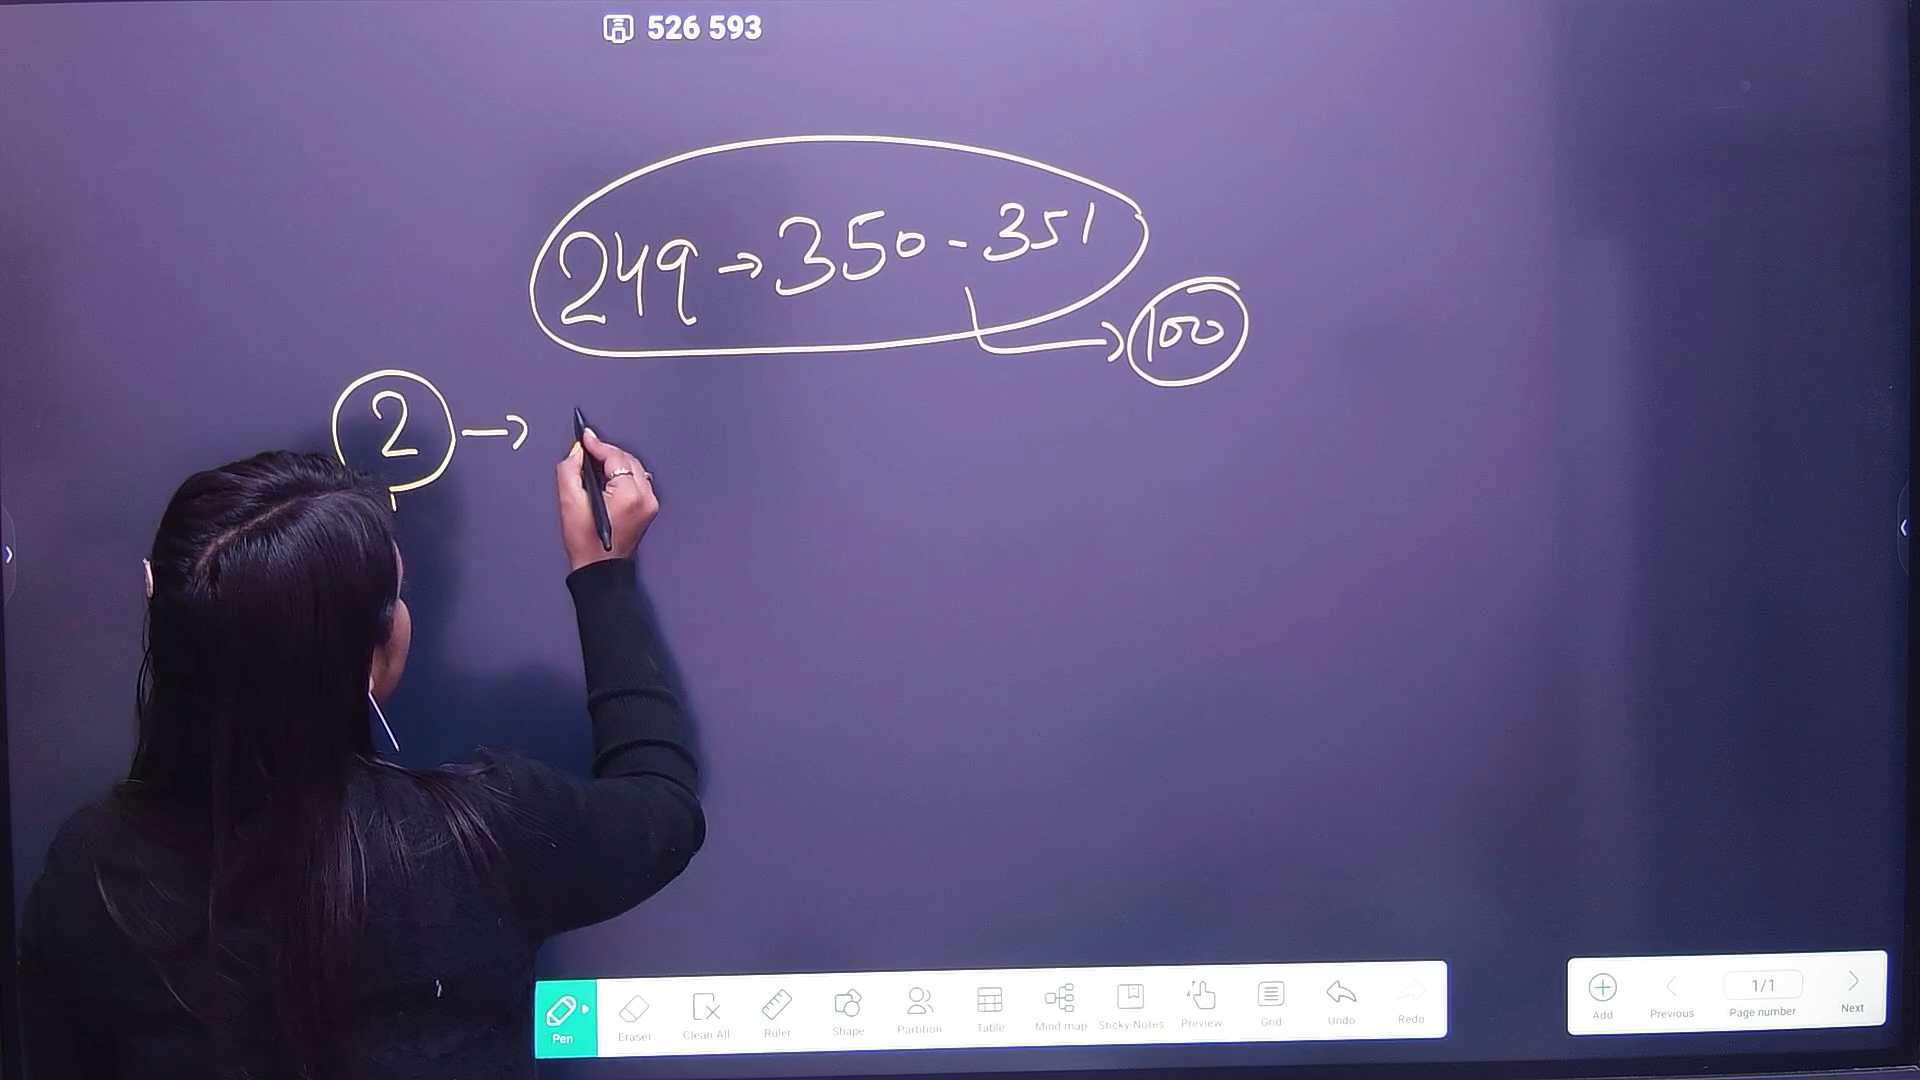 526 593
249 → 350 - 351
100
2 →
Pen
Eraser
Clean All
Ruler
Shape
Partition
Table
Mind map
Sticky Notes
Preview
Grid
Undo
Redo
Add
Previous
1/1
Page number
Next